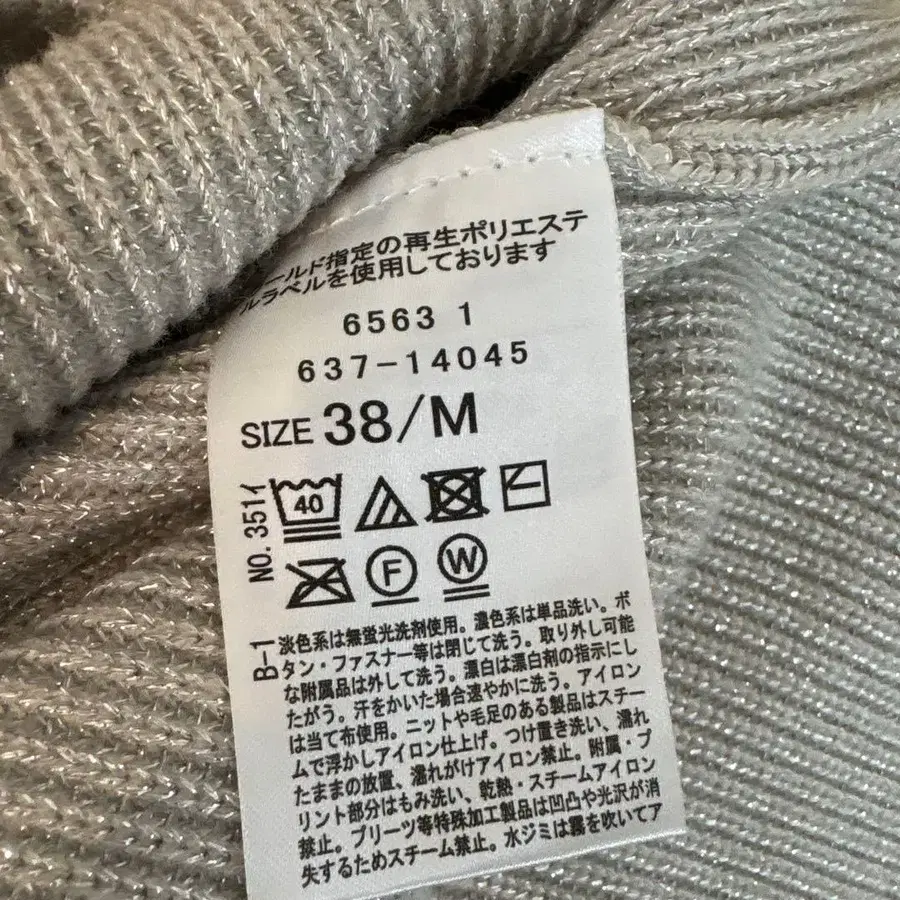 ールド指定の再生ポリエステ
ルラベルを使用しております
6563 1
637-14045
SIZE 38/M
NO. 351イ
40
F W
B-1
淡色系は無蛍光洗剤使用。濃色系は単品洗い。ボ
タン・ファスナー等は閉じて洗う。取り外し可能
な附属品は外して洗う。漂白は漂白剤の指示にし
たがう。汗をかいた場合速やかに洗う。アイロン
は当て布使用。ニットや毛足のある製品はスチー
ムで浮かしアイロン仕上げ。つけ置き洗い、濡れ
たままの放置、濡れがけアイロン禁止。附属・プ
リント部分はもみ洗い、乾熱・スチームアイロン
禁止。プリーツ等特殊加工製品は凹凸や光沢が消
失するためスチーム禁止。水ジミは霧を吹いてア